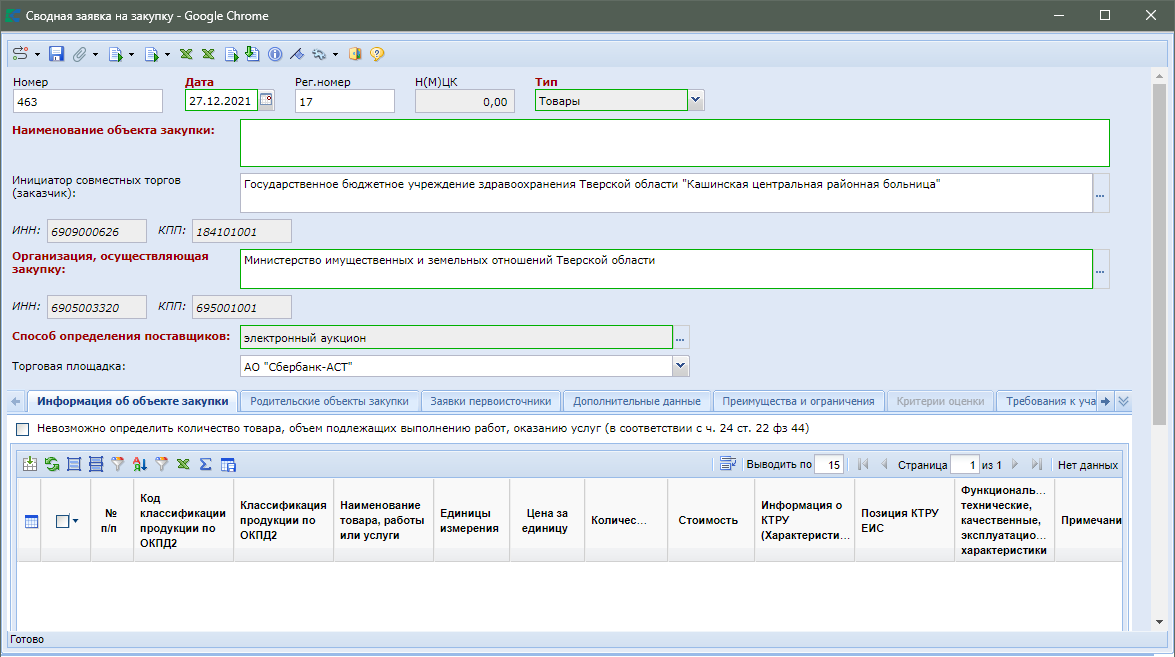 Сводная заявка на закупку - Google Chrome
Номер Дата Рег.номер Н(М)ЦК Тип
463 27.12.2021 17 0,00 Товары
Наименование объекта закупки:
Инициатор совместных торгов
(заказчик):
Государственное бюджетное учреждение здравоохранения Тверской области "Кашинская центральная районная больница"
...
ИНН: 6909000626 КПП: 184101001
Организация, осуществляющая
закупку:
Министерство имущественных и земельных отношений Тверской области
...
ИНН: 6905003320 КПП: 695001001
Способ определения поставщиков: электронный аукцион ...
Торговая площадка: АО "Сбербанк-АСТ"
Информация об объекте закупки Родительские объекты закупки Заявки первоисточники Дополнительные данные Преимущества и ограничения Критерии оценки Требования к уча
Невозможно определить количество товара, объем подлежащих выполнению работ, оказанию услуг (в соответствии с ч. 24 ст. 22 фз 44)
Выводить по 15 Страница 1 из 1 Нет данных
№
п/п
Код
классификации
продукции по
ОКПД2
Классификация
продукции по
ОКПД2
Наименование
товара, работы
или услуги
Единицы
измерения
Цена за
единицу
Количес...
Стоимость
Информация о
КТРУ
(Характеристи...
Позиция КТРУ
ЕИС
Функциональ...
технические,
качественные,
эксплуатацио...
характеристики
Примечани
Готово